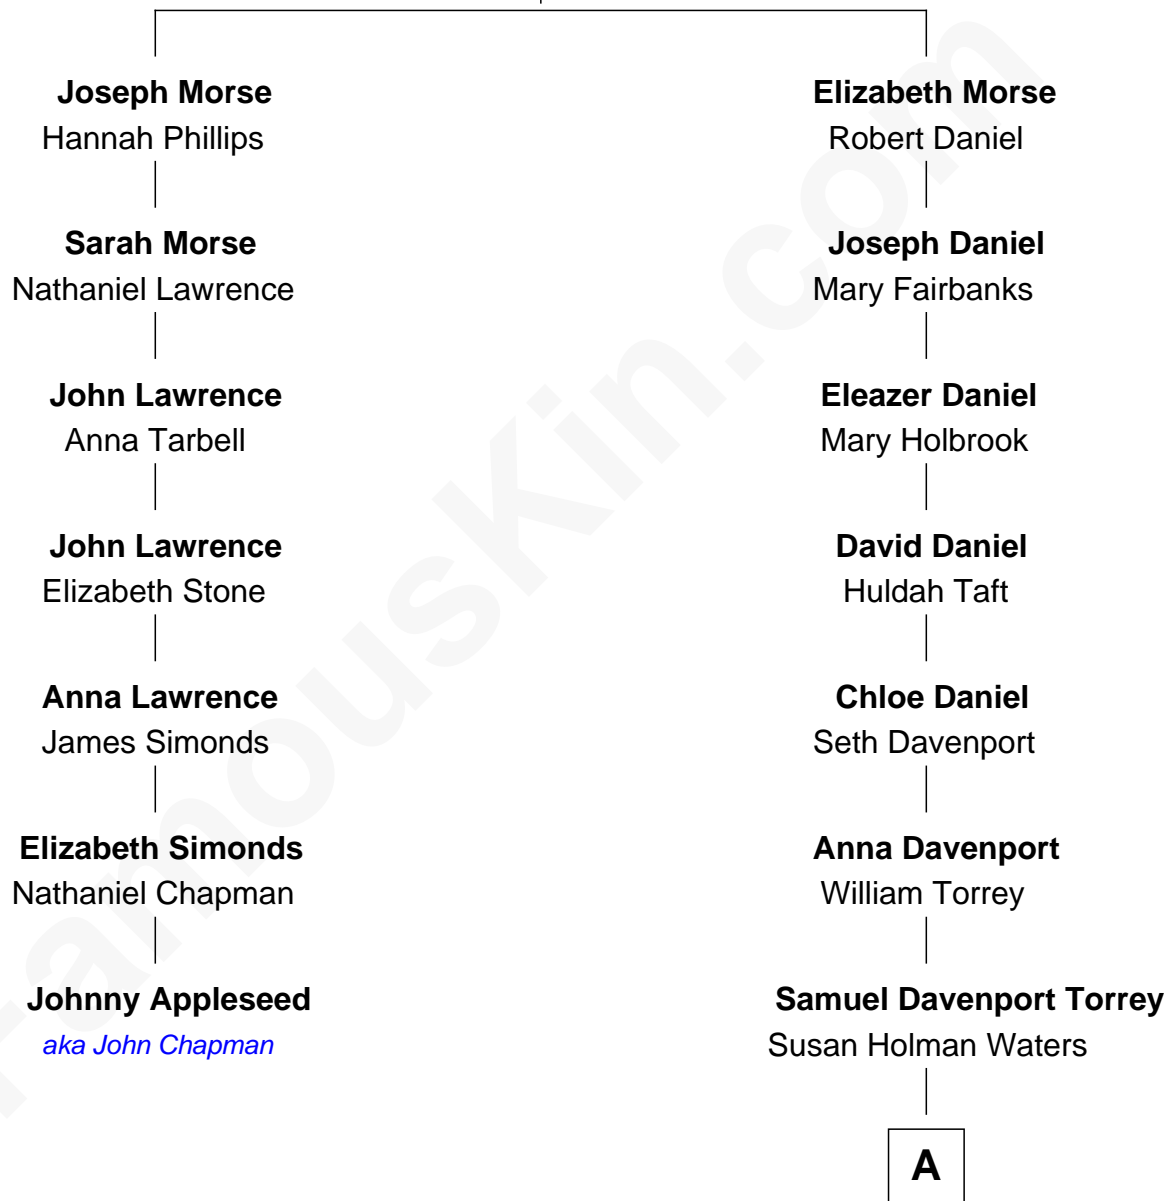 Joseph Morse
Hannah Phillips
Elizabeth Morse
Robert Daniel
Sarah Morse
Nathaniel Lawrence
Joseph Daniel
Mary Fairbanks
John Lawrence
Anna Tarbell
Eleazer Daniel
Mary Holbrook
John Lawrence
Elizabeth Stone
David Daniel
Huldah Taft
Anna Lawrence
James Simonds
Chloe Daniel
Seth Davenport
Elizabeth Simonds
Nathaniel Chapman
Anna Davenport
William Torrey
Johnny Appleseed
aka John Chapman
Samuel Davenport Torrey
Susan Holman Waters
A
FamousKin.com